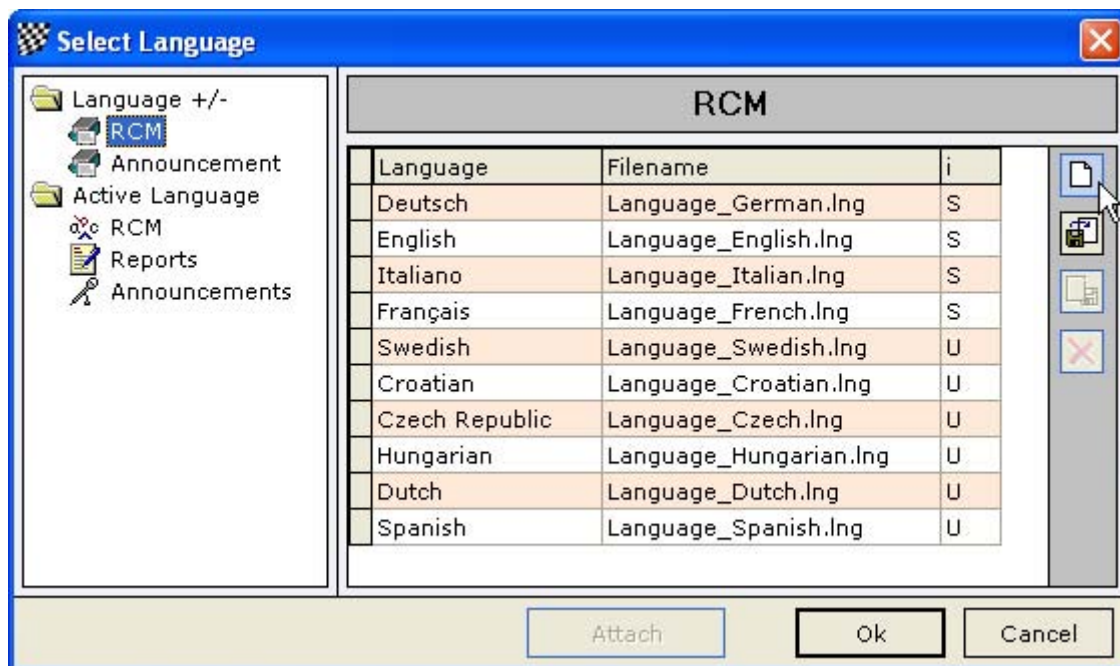 Select Language
Language +/-
RCM
Announcement
Active Language
RCM
Reports
Announcements
RCM
Language Filename i
Deutsch Language_German.lng S
English Language_English.lng S
Italiano Language_Italian.lng S
Français Language_French.lng S
Swedish Language_Swedish.lng U
Croatian Language_Croatian.lng U
Czech Republic Language_Czech.lng U
Hungarian Language_Hungarian.lng U
Dutch Language_Dutch.lng U
Spanish Language_Spanish.lng U
Attach Ok Cancel